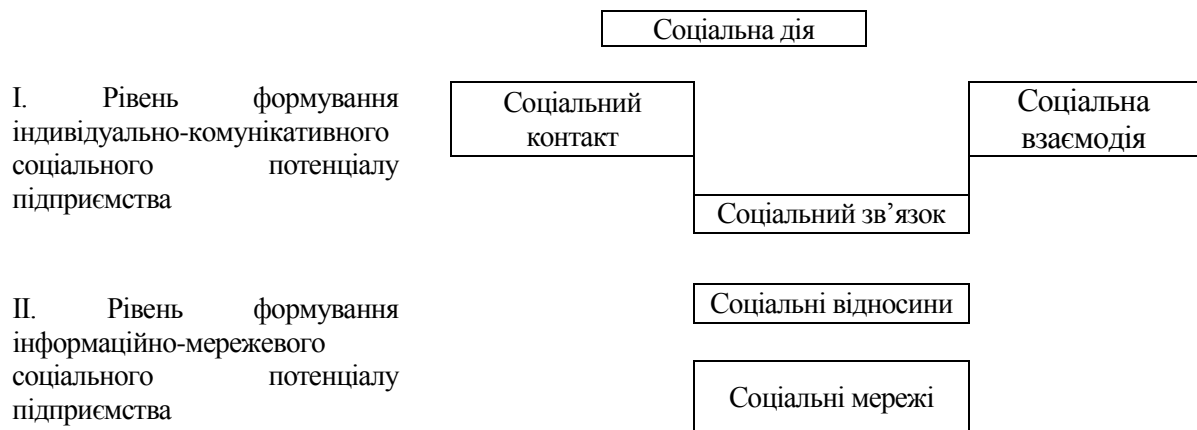 Соціальна дія
І. Рівень формування
індивідуально-комунікативного
соціального потенціалу
підприємства
Соціальний
контакт
Соціальна
взаємодія
Соціальний зв’язок
ІІ. Рівень формування
інформаційно-мережевого
соціального потенціалу
підприємства
Соціальні відносини
Соціальні мережі